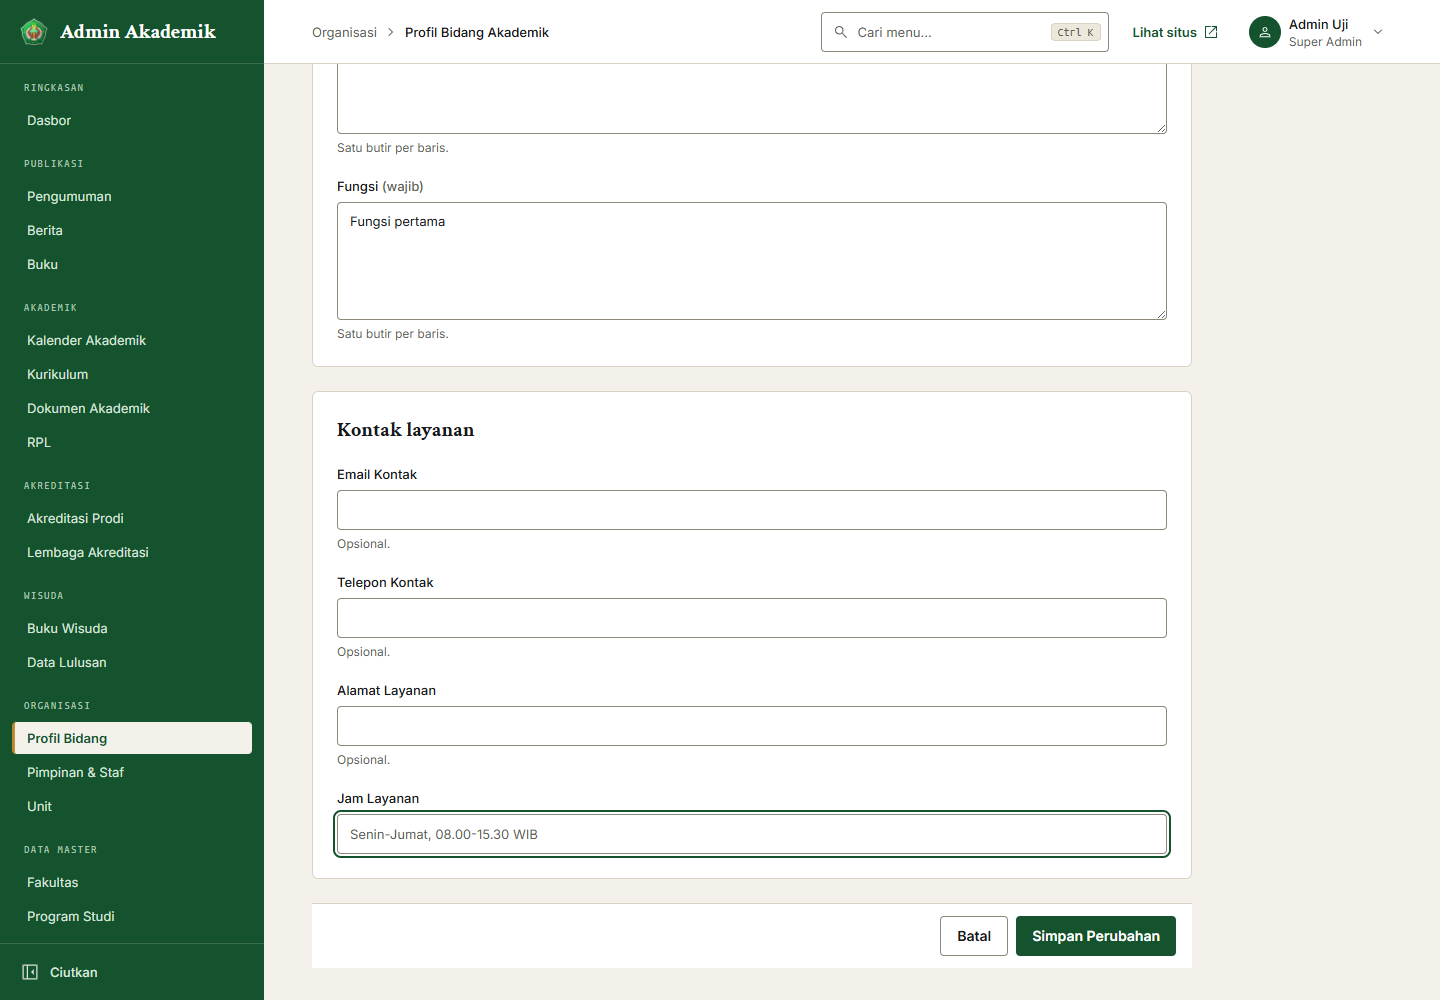 Admin Akademik
Organisasi
Profil Bidang Akademik
Cari menu...
Ctrl K
Lihat situs
Admin Uji
Super Admin
RINGKASAN
Dasbor
PUBLIKASI
Pengumuman
Berita
Buku
AKADEMIK
Kalender Akademik
Kurikulum
Dokumen Akademik
RPL
AKREDITASI
Akreditasi Prodi
Lembaga Akreditasi
WISUDA
Buku Wisuda
Data Lulusan
ORGANISASI
Profil Bidang
Pimpinan & Staf
Unit
DATA MASTER
Fakultas
Program Studi
Ciutkan
Satu butir per baris.
Fungsi (wajib)
Fungsi pertama
Satu butir per baris.
Kontak layanan
Email Kontak
Opsional.
Telepon Kontak
Opsional.
Alamat Layanan
Opsional.
Jam Layanan
Senin-Jumat, 08.00-15.30 WIB
Batal
Simpan Perubahan